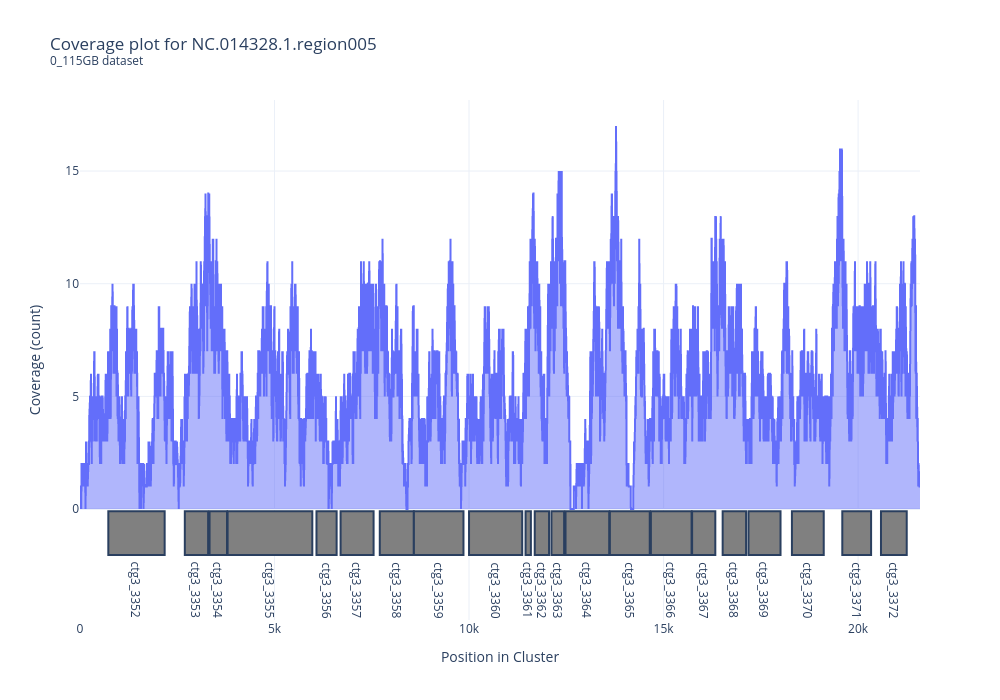 Coverage plot for NC.014328.1.region005
0_115GB dataset
15
10
5
0
Coverage (count)
ctg3_3352
ctg3_3353
ctg3_3354
ctg3_3355
ctg3_3356
ctg3_3357
ctg3_3358
ctg3_3359
ctg3_3360
ctg3_3361
ctg3_3362
ctg3_3363
ctg3_3364
ctg3_3365
ctg3_3366
ctg3_3367
ctg3_3368
ctg3_3369
ctg3_3370
ctg3_3371
ctg3_3372
0 5k 10k 15k 20k
Position in Cluster